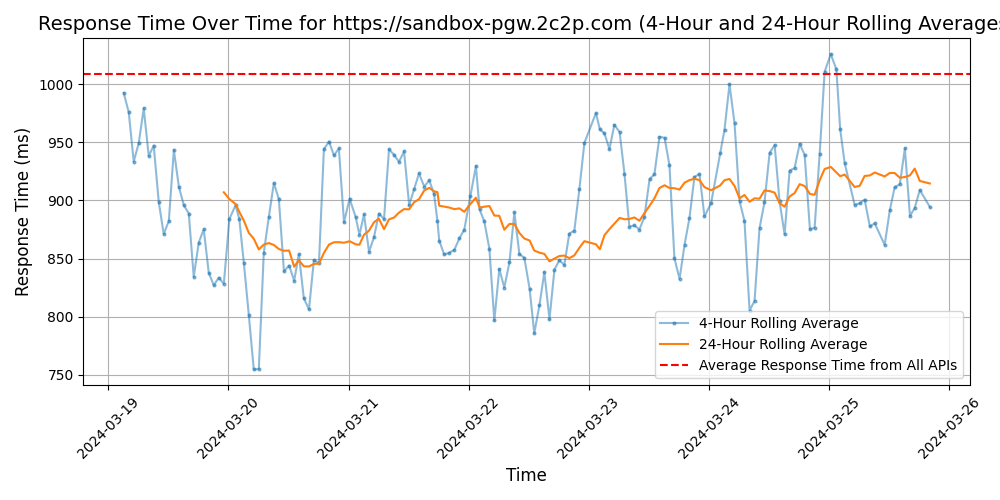 Response Time Over Time for https://sandbox-pgw.2c2p.com (4-Hour and 24-Hour Rolling Averages
Response Time (ms)
1000
950
900
850
800
750
4-Hour Rolling Average
24-Hour Rolling Average
Average Response Time from All APIs
2024-03-19
2024-03-20
2024-03-21
2024-03-22
2024-03-23
2024-03-24
2024-03-25
2024-03-26
Time